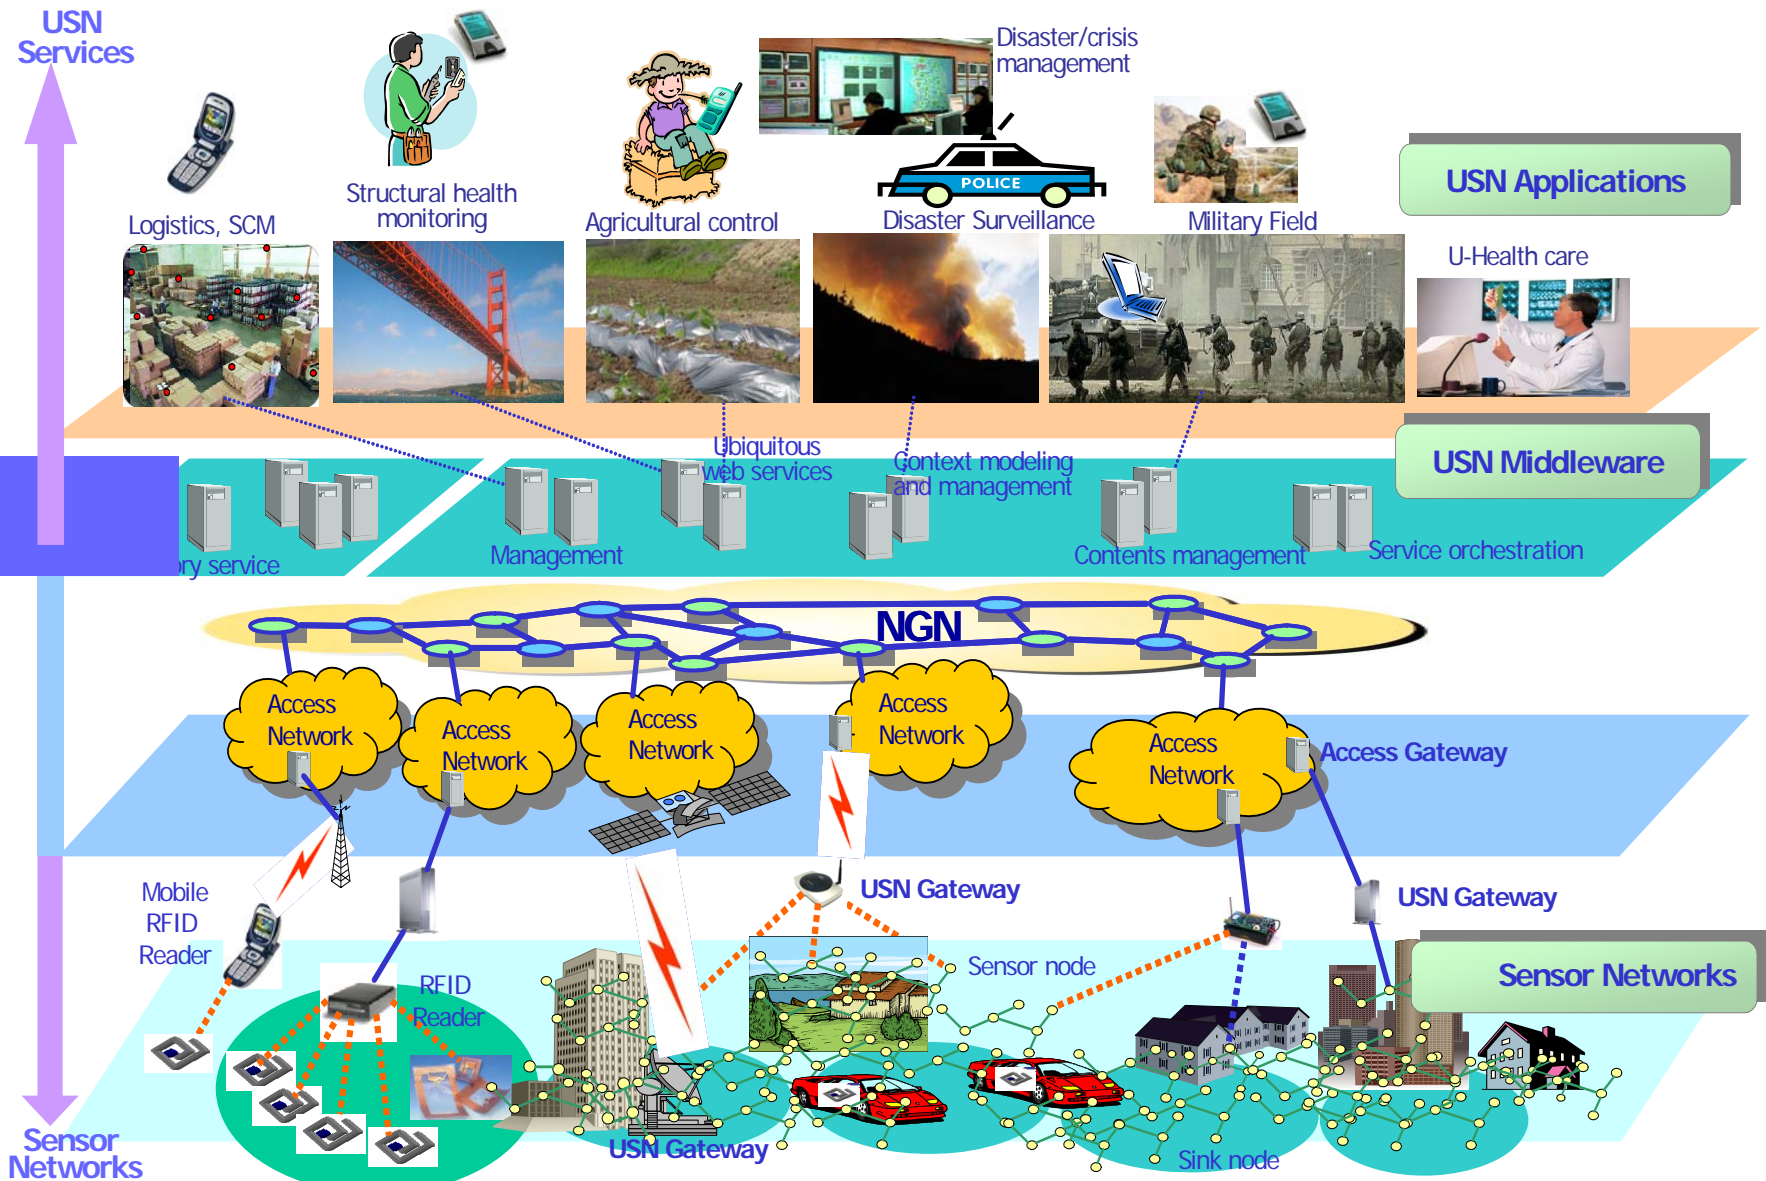 USN
Services
Disaster/crisis
management
POLICE
USN Applications
Structural health
monitoring
Logistics, SCM
Agricultural control
Disaster Surveillance
Military Field
U-Health care
Ubiquitous
web services
Context modeling
and management
USN Middleware
ory service
Management
Contents management
Service orchestration
NGN
Access
Network
Access
Network
Access
Network
Access
Network
Access
Network
Access Gateway
Mobile
RFID
Reader
USN Gateway
USN Gateway
RFID
Reader
Sensor node
Sensor Networks
USN Gateway
Sink node
Sensor
Networks